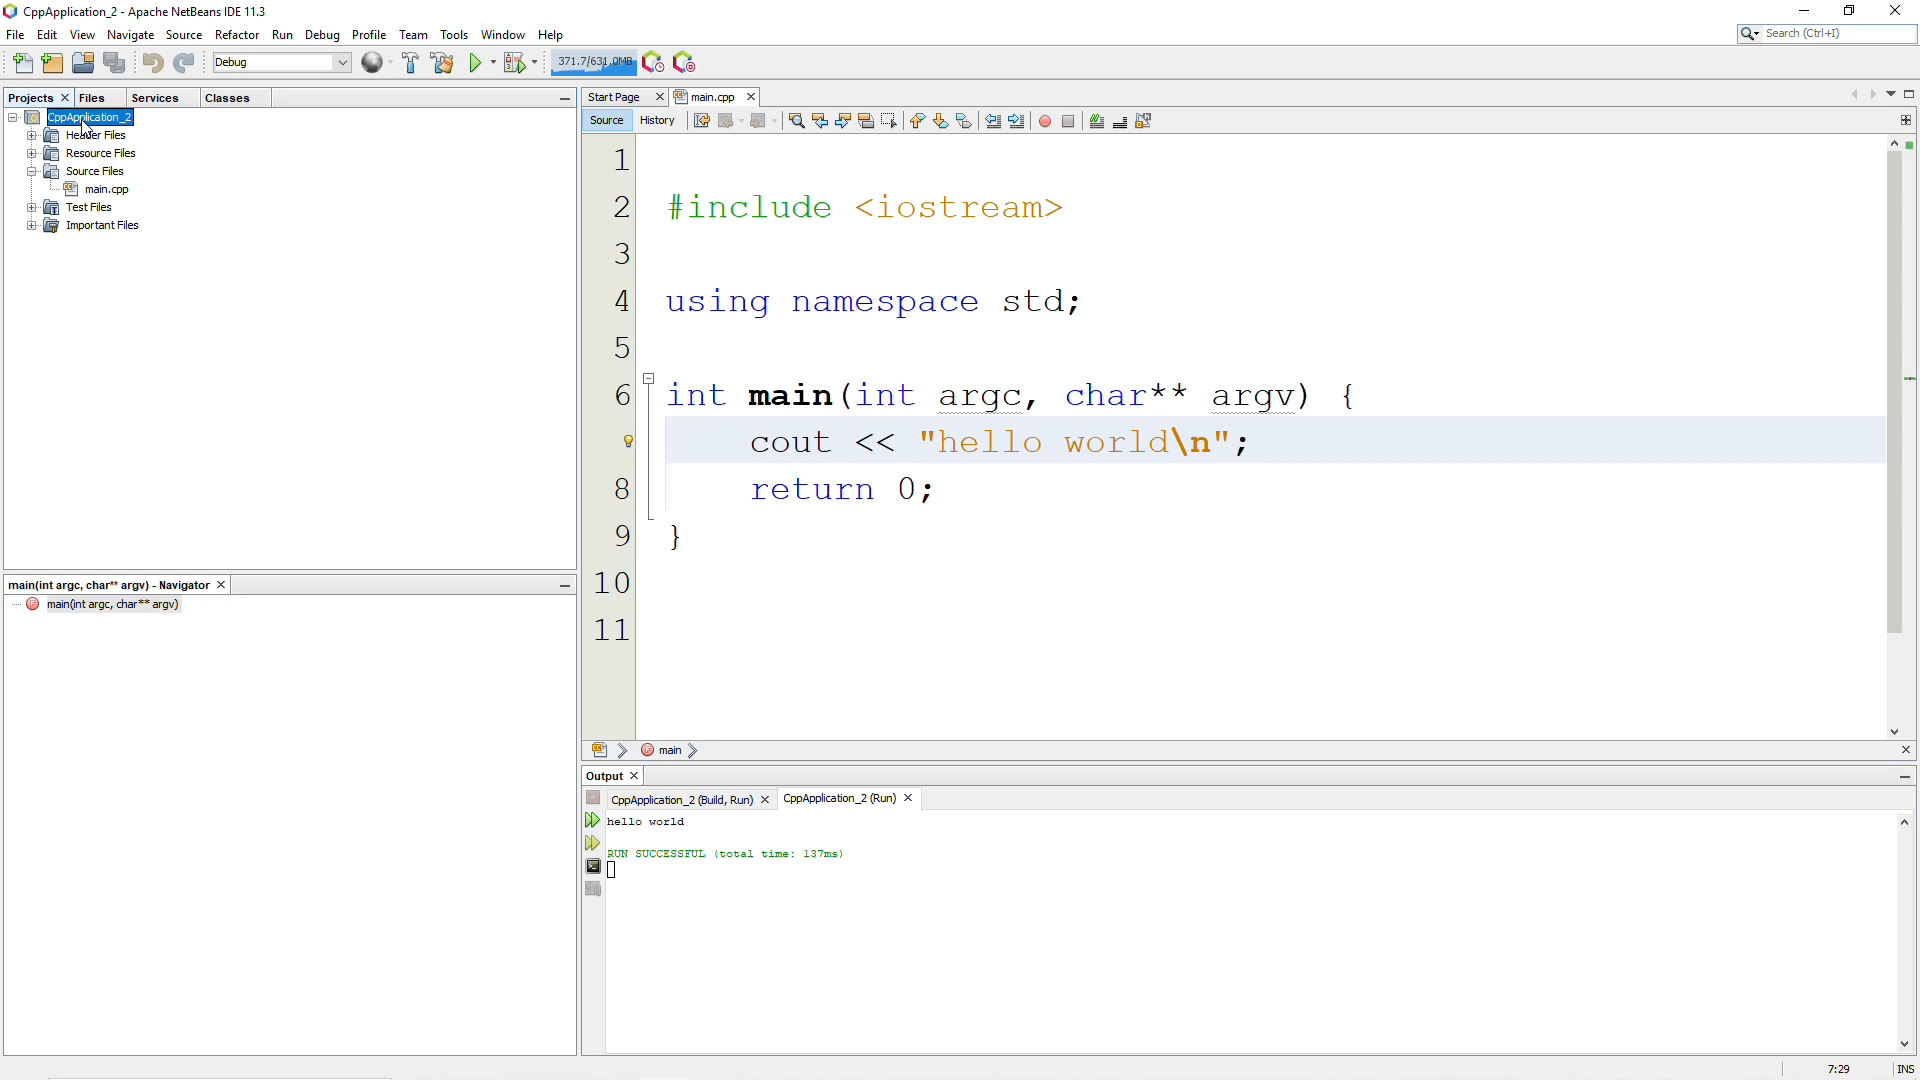 CppApplication_2 - Apache NetBeans IDE 11.3
File Edit View Navigate Source Refactor Run Debug Profile Team Tools Window Help
Search (Ctrl+I)
Debug
371.7/631.0MB
Projects Files Services Classes
CppApplication_2
Header Files
Resource Files
Source Files
main.cpp
Test Files
Important Files
main(int argc, char** argv) - Navigator
main(int argc, char** argv)
Start Page main.cpp
Source History
1
2 #include <iostream>
3
4 using namespace std;
5
6 int main(int argc, char** argv) {
cout << "hello world\n";
8 return 0;
9 }
10
11
main
Output
CppApplication_2 (Build, Run) CppApplication_2 (Run)
hello world
RUN SUCCESSFUL (total time: 137ms)
7:29 INS